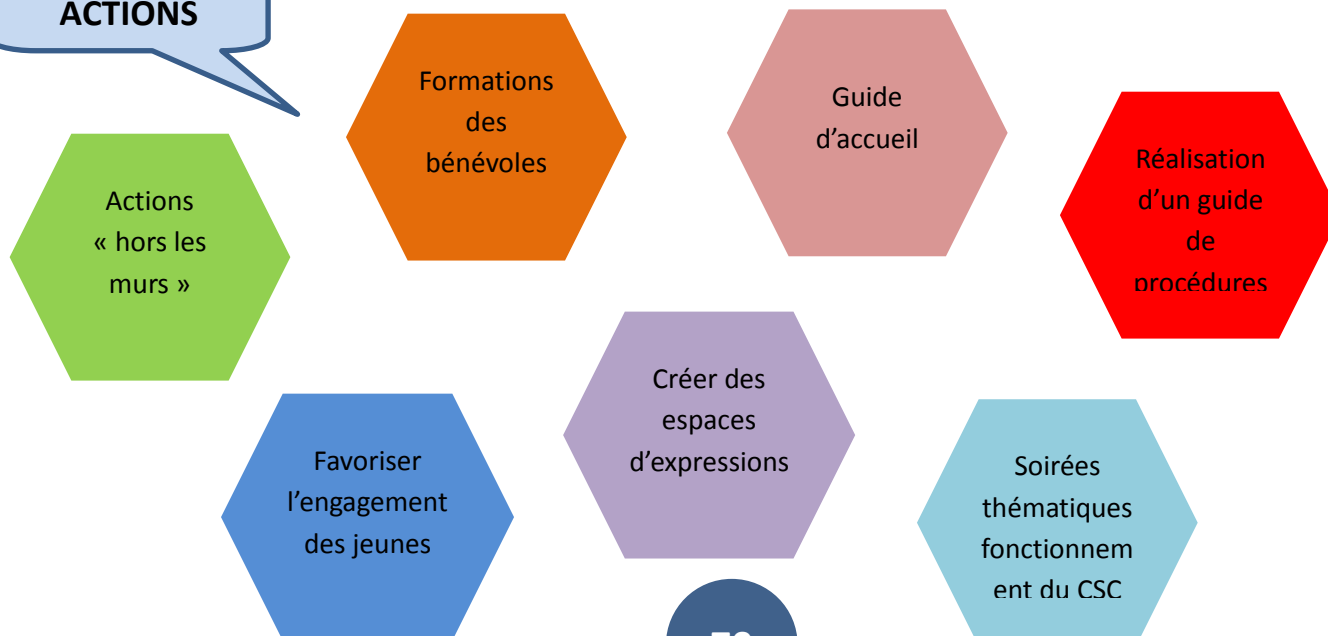 ACTIONS
Formations
des
bénévoles
Guide
d’accueil
Réalisation
d’un guide
de
procédures
Actions
« hors les
murs »
Créer des
espaces
d’expressions
Favoriser
l’engagement
des jeunes
Soirées
thématiques
fonctionnem
ent du CSC